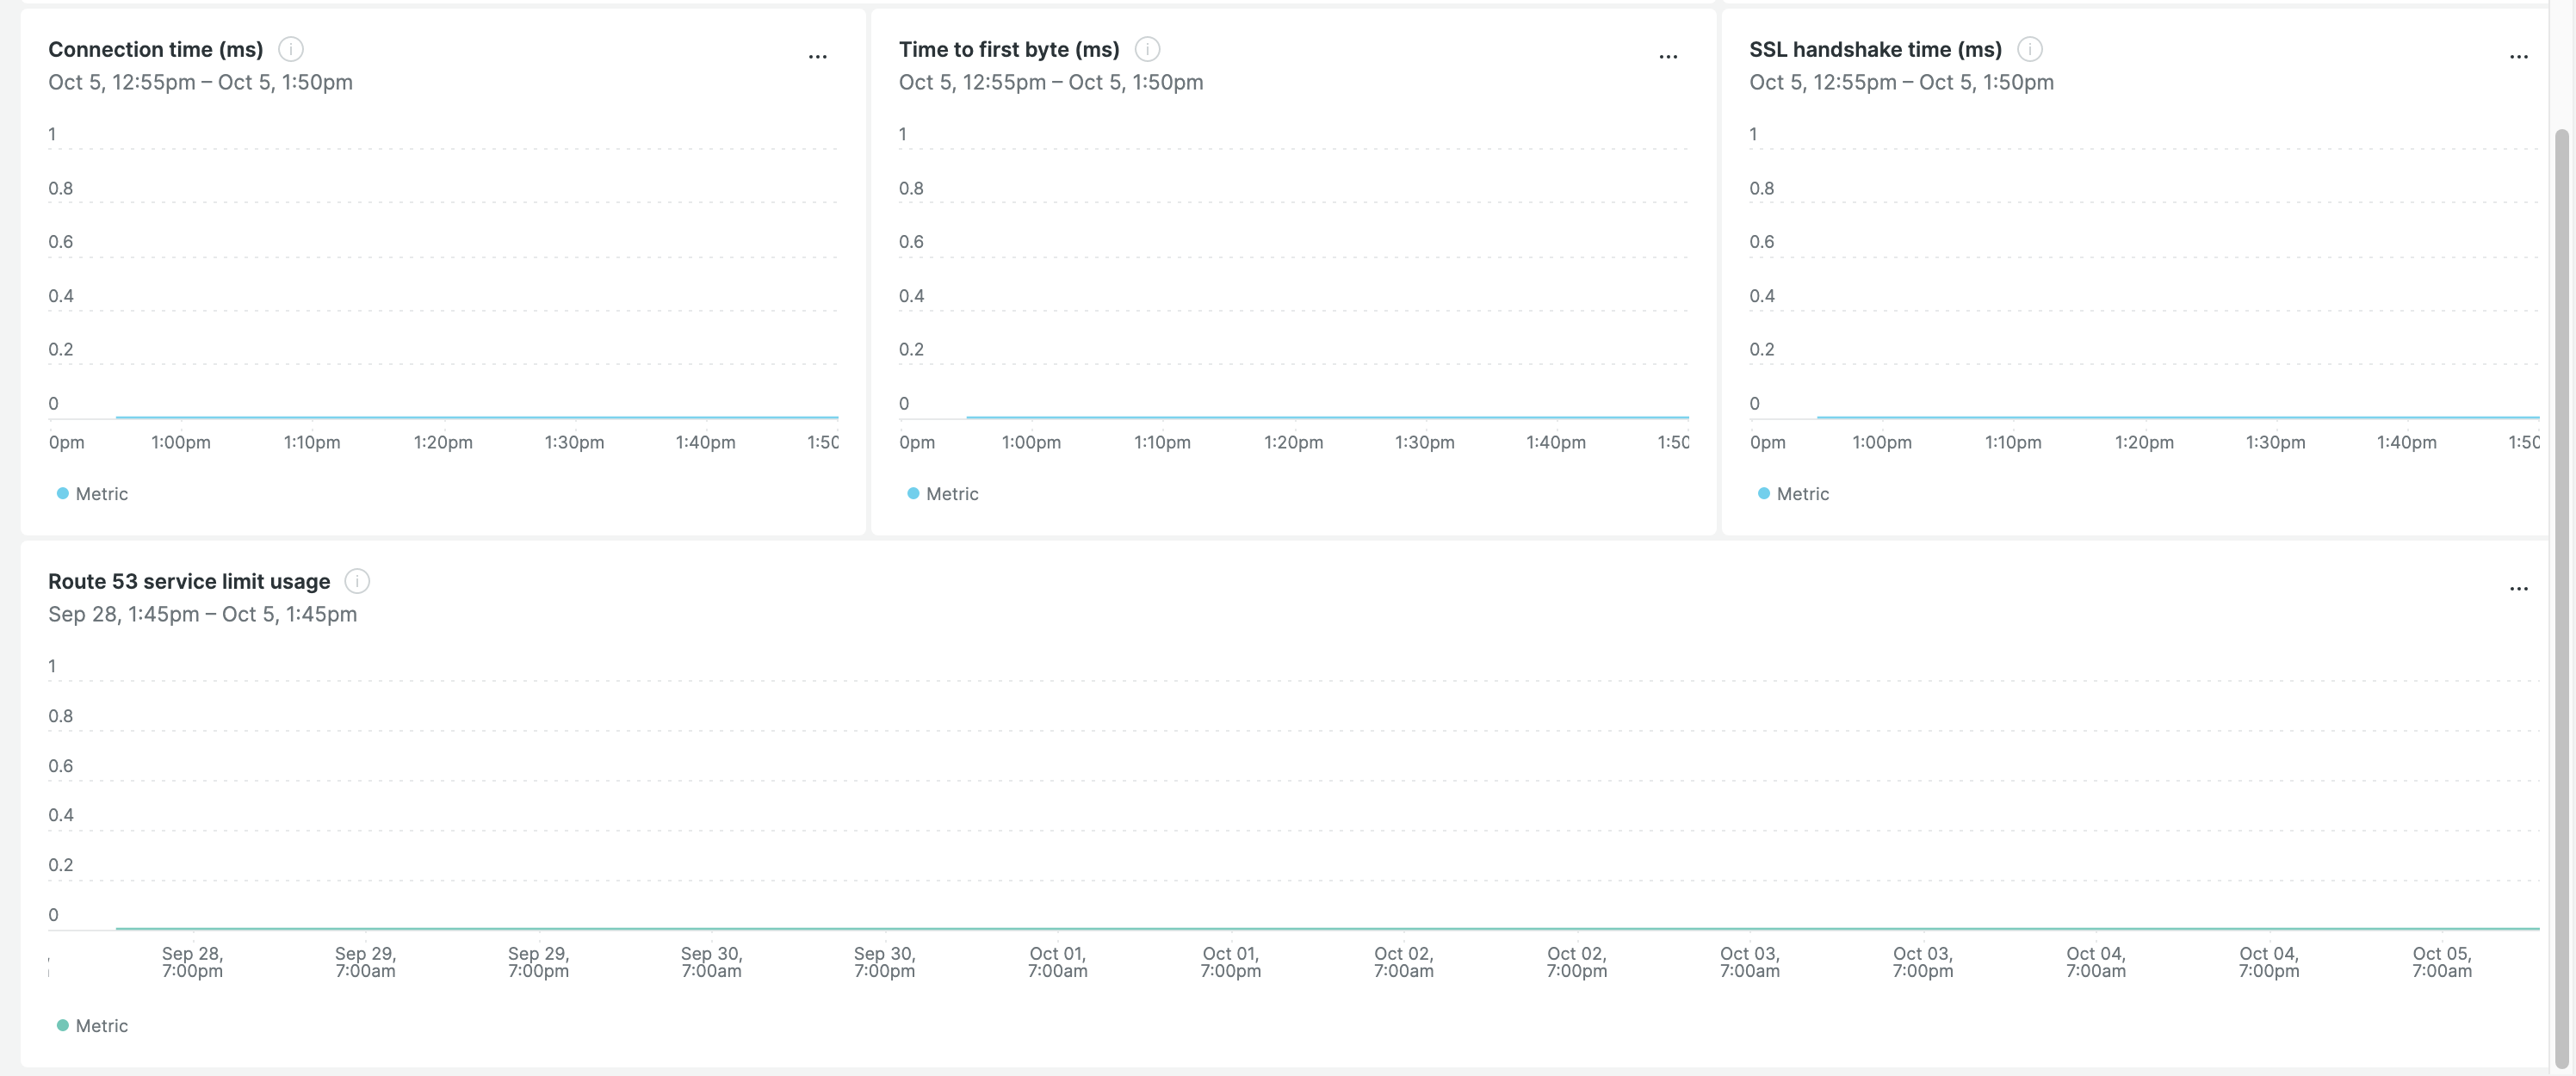 Connection time (ms)
Oct 5, 12:55pm – Oct 5, 1:50pm
1
0.8
0.6
0.4
0.2
0
0pm 1:00pm 1:10pm 1:20pm 1:30pm 1:40pm 1:50
Metric
Time to first byte (ms)
Oct 5, 12:55pm – Oct 5, 1:50pm
1
0.8
0.6
0.4
0.2
0
0pm 1:00pm 1:10pm 1:20pm 1:30pm 1:40pm 1:50
Metric
SSL handshake time (ms)
Oct 5, 12:55pm – Oct 5, 1:50pm
1
0.8
0.6
0.4
0.2
0
0pm 1:00pm 1:10pm 1:20pm 1:30pm 1:40pm 1:50
Metric
Route 53 service limit usage
Sep 28, 1:45pm – Oct 5, 1:45pm
1
0.8
0.6
0.4
0.2
0
Sep 28, Sep 29, Sep 29, Sep 30, Sep 30, Oct 01, Oct 01, Oct 02, Oct 02, Oct 03, Oct 03, Oct 04, Oct 04, Oct 05,
7:00pm 7:00am 7:00pm 7:00am 7:00pm 7:00am 7:00pm 7:00am 7:00pm 7:00am 7:00pm 7:00am 7:00pm 7:00am
Metric